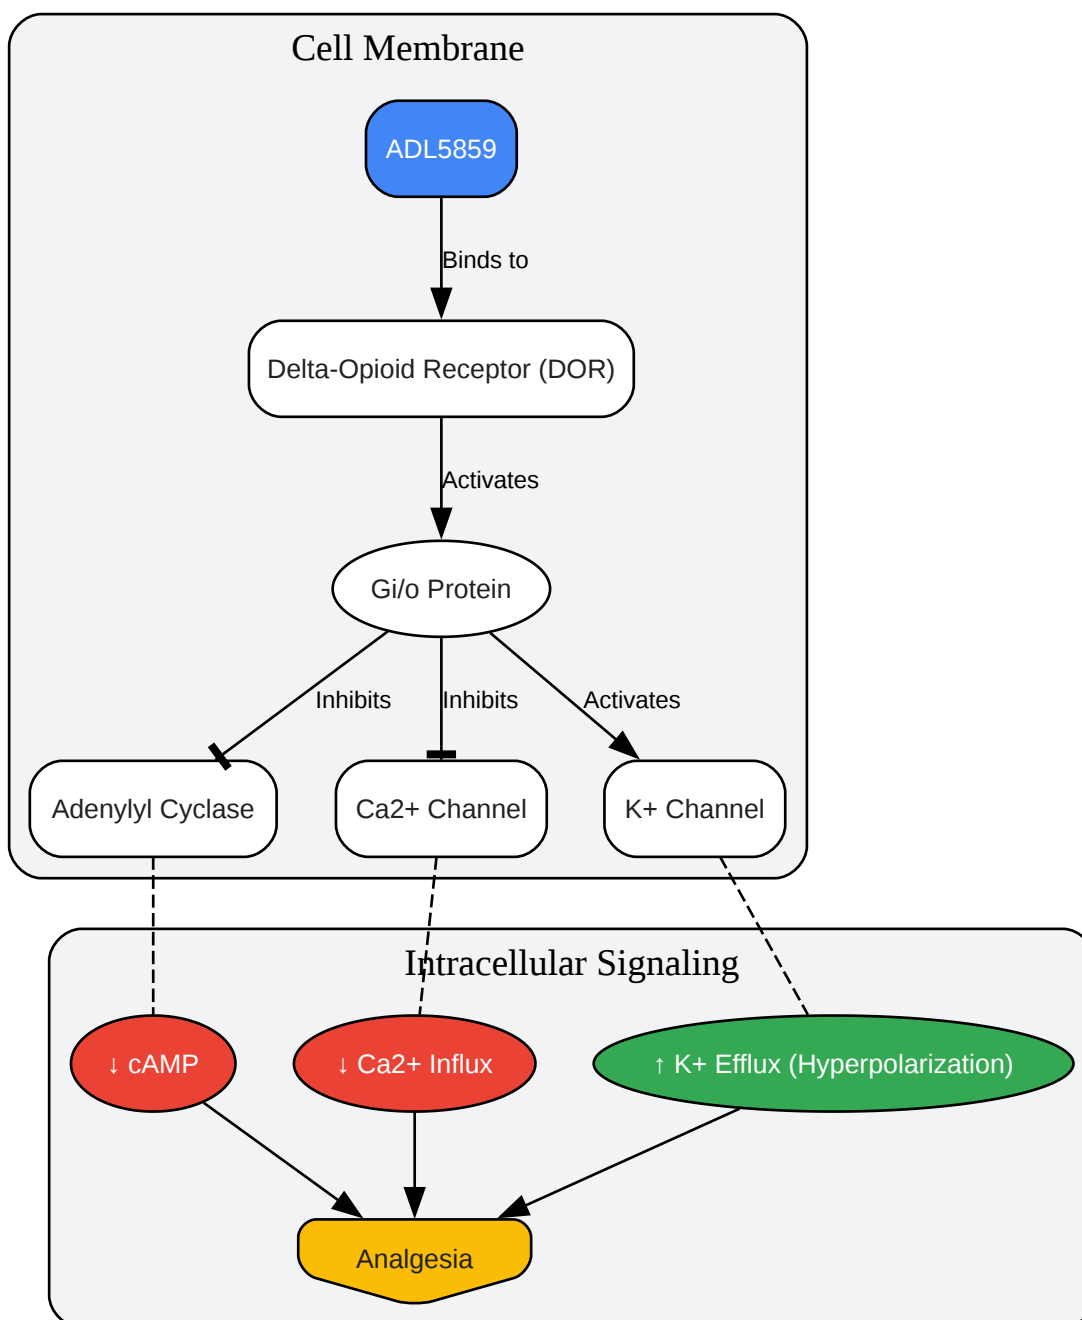 Cell Membrane
ADL5859
Binds to
Delta-Opioid Receptor (DOR)
Activates
Gi/o Protein
Inhibits
Inhibits
Activates
Adenylyl Cyclase
Ca2+ Channel
K+ Channel
Intracellular Signaling
↓ cAMP
↓ Ca2+ Influx
↑ K+ Efflux (Hyperpolarization)
Analgesia